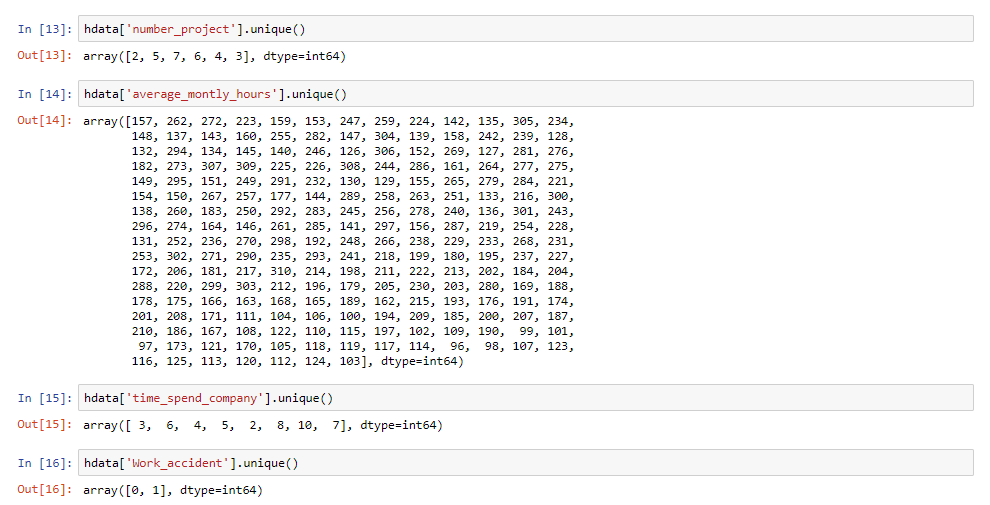 In [13]: hdata['number_project'].unique()
Out[13]: array([2, 5, 7, 6, 4, 3], dtype=int64)
In [14]: hdata['average_montly_hours'].unique()
Out[14]: array([157, 262, 272, 223, 159, 153, 247, 259, 224, 142, 135, 305, 234,
148, 137, 143, 160, 255, 282, 147, 304, 139, 158, 242, 239, 128,
132, 294, 134, 145, 140, 246, 126, 306, 152, 269, 127, 281, 276,
182, 273, 307, 309, 225, 226, 308, 244, 286, 161, 264, 277, 275,
149, 295, 151, 249, 291, 232, 130, 129, 155, 265, 279, 284, 221,
154, 150, 267, 257, 177, 144, 289, 258, 263, 251, 133, 216, 300,
138, 260, 183, 250, 292, 283, 245, 256, 278, 240, 136, 301, 243,
296, 274, 164, 146, 261, 285, 141, 297, 156, 287, 219, 254, 228,
131, 252, 236, 270, 298, 192, 248, 266, 238, 229, 233, 268, 231,
253, 302, 271, 290, 235, 293, 241, 218, 199, 180, 195, 237, 227,
172, 206, 181, 217, 310, 214, 198, 211, 222, 213, 202, 184, 204,
288, 220, 299, 303, 212, 196, 179, 205, 230, 203, 280, 169, 188,
178, 175, 166, 163, 168, 165, 189, 162, 215, 193, 176, 191, 174,
201, 208, 171, 111, 104, 106, 100, 194, 209, 185, 200, 207, 187,
210, 186, 167, 108, 122, 110, 115, 197, 102, 109, 190, 99, 101,
97, 173, 121, 170, 105, 118, 119, 117, 114, 96, 98, 107, 123,
116, 125, 113, 120, 112, 124, 103], dtype=int64)
In [15]: hdata['time_spend_company'].unique()
Out[15]: array([ 3, 6, 4, 5, 2, 8, 10, 7], dtype=int64)
In [16]: hdata['Work_accident'].unique()
Out[16]: array([0, 1], dtype=int64)